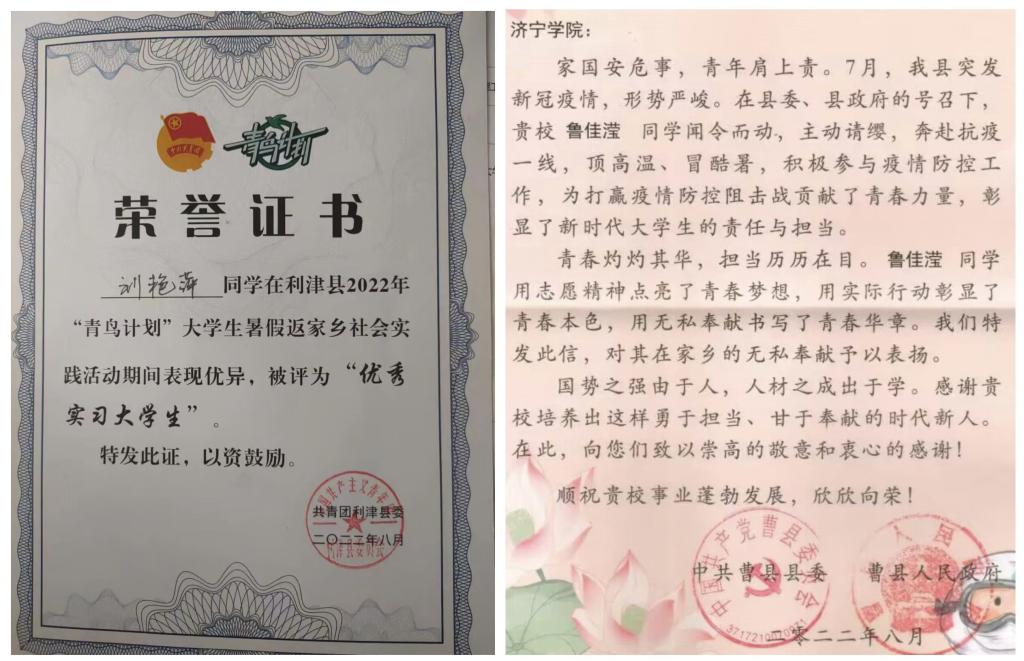 青鸟计划
荣誉证书
刘艳萍 同学在利津县2022年
“青鸟计划”大学生暑假返家乡社会实
践活动期间表现优异，被评为“优秀
实习大学生”。
特发此证，以资鼓励。
共青团利津县委
二〇二二年八月
济宁学院：
家国安危事，青年肩上责。7月，我县突发
新冠疫情，形势严峻。在县委、县政府的号召下，
贵校 鲁佳滢 同学闻令而动，主动请缨，奔赴抗疫
一线，顶高温、冒酷暑，积极参与疫情防控工
作，为打赢疫情防控阻击战贡献了青春力量，彰
显了新时代大学生的责任与担当。
青春灼灼其华，担当历历在目。鲁佳滢 同学
用志愿精神点亮了青春梦想，用实际行动彰显了
青春本色，用无私奉献书写了青春华章。我们特
发此信，对其在家乡的无私奉献予以表扬。
国势之强由于人，人材之成出于学。感谢贵
校培养出这样勇于担当、甘于奉献的时代新人。
在此，向您们致以崇高的敬意和衷心的感谢！
顺祝贵校事业蓬勃发展，欣欣向荣！
中国共产党曹县委员会
中共曹县县委 曹县人民政府
二零二二年八月